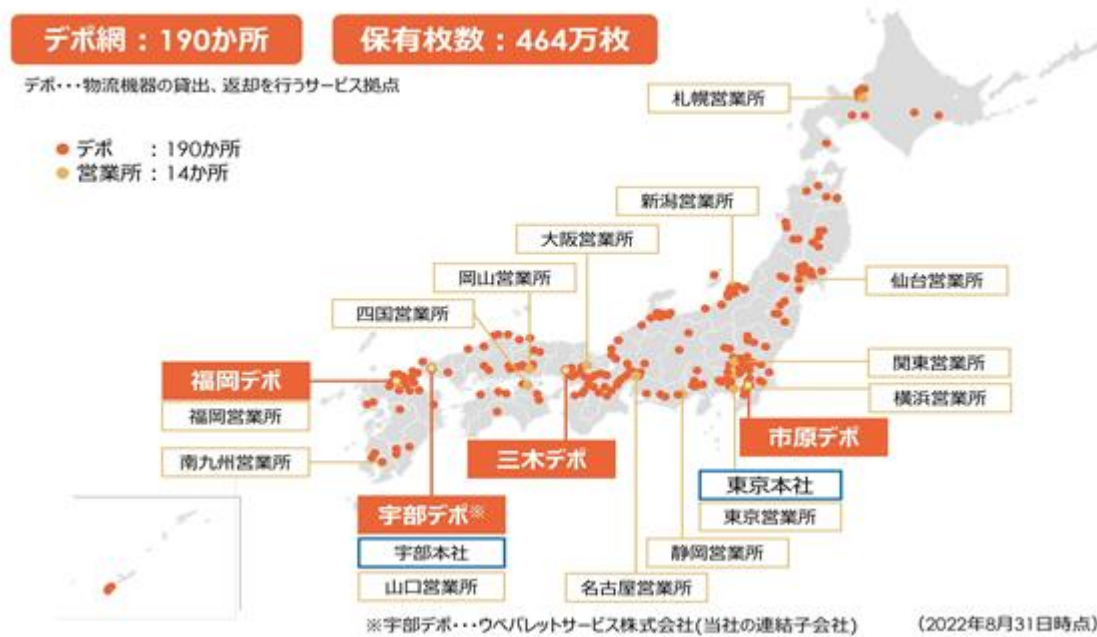 デポ網：190か所
保有枚数：464万枚
デポ・・・物流機器の貸出、返却を行うサービス拠点
デポ　：190か所
営業所：14か所
札幌営業所
新潟営業所
大阪営業所
岡山営業所
四国営業所
仙台営業所
関東営業所
横浜営業所
福岡デポ
福岡営業所
南九州営業所
三木デポ
市原デポ
東京本社
東京営業所
宇部デポ※
宇部本社
山口営業所
静岡営業所
名古屋営業所
※宇部デポ・・・ウベパレットサービス株式会社(当社の連結子会社)
(2022年8月31日時点)